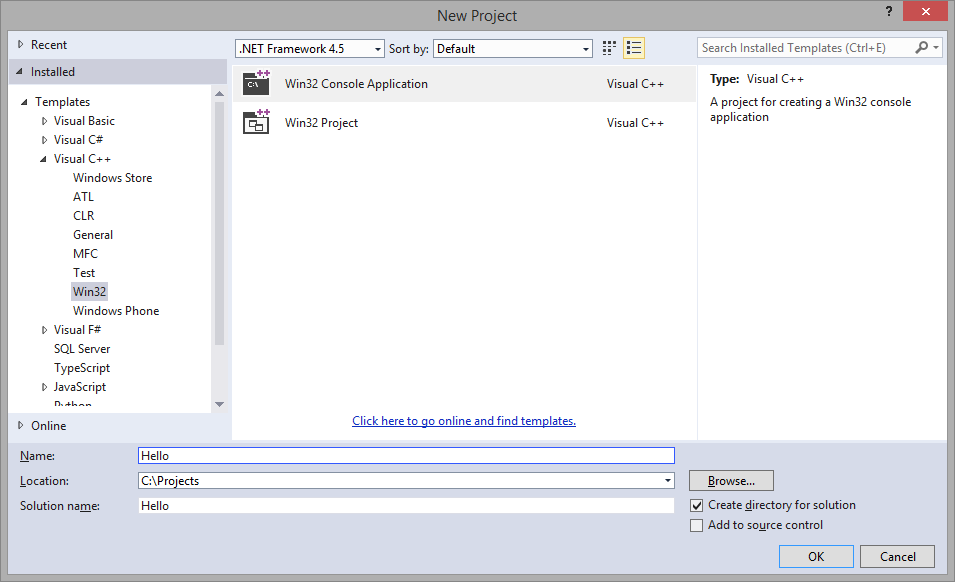 New Project
?
Recent
.NET Framework 4.5
Sort by:
Default
Search Installed Templates (Ctrl+E)
Installed
Templates
Visual Basic
Visual C#
Visual C++
Windows Store
ATL
CLR
General
MFC
Test
Win32
Windows Phone
Visual F#
SQL Server
TypeScript
JavaScript
Python
Online
C:\
Win32 Console Application
Visual C++
Win32 Project
Visual C++
Click here to go online and find templates.
Type: Visual C++
A project for creating a Win32 console
application
Name:
Hello
Location:
C:\Projects
Browse...
Solution name:
Hello
Create directory for solution
Add to source control
OK
Cancel